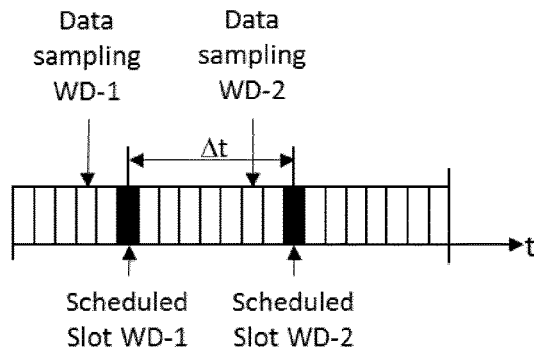 Data
sampling
WD-1
Data
sampling
WD-2
Δt
t
Scheduled
Slot WD-1
Scheduled
Slot WD-2